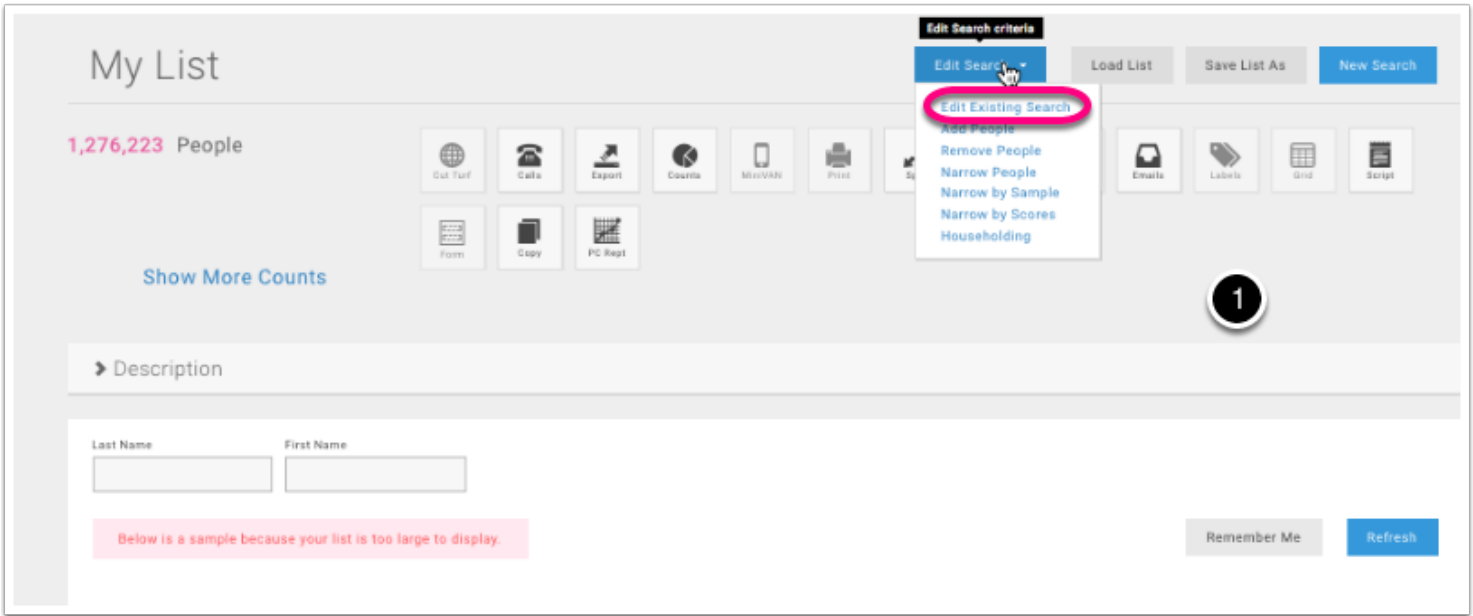 Edit Search criteria
My List
Edit Search
Load List
Save List As
New Search
Edit Existing Search
Add People
Remove People
Narrow People
Narrow by Sample
Narrow by Scores
Householding
1,276,223 People
Cut Turf
Calls
Export
Counts
MiniVAN
Print
Emails
Labels
Grid
Script
Form
Copy
PC Rept
Show More Counts
1
Description
Last Name
First Name
Below is a sample because your list is too large to display.
Remember Me
Refresh